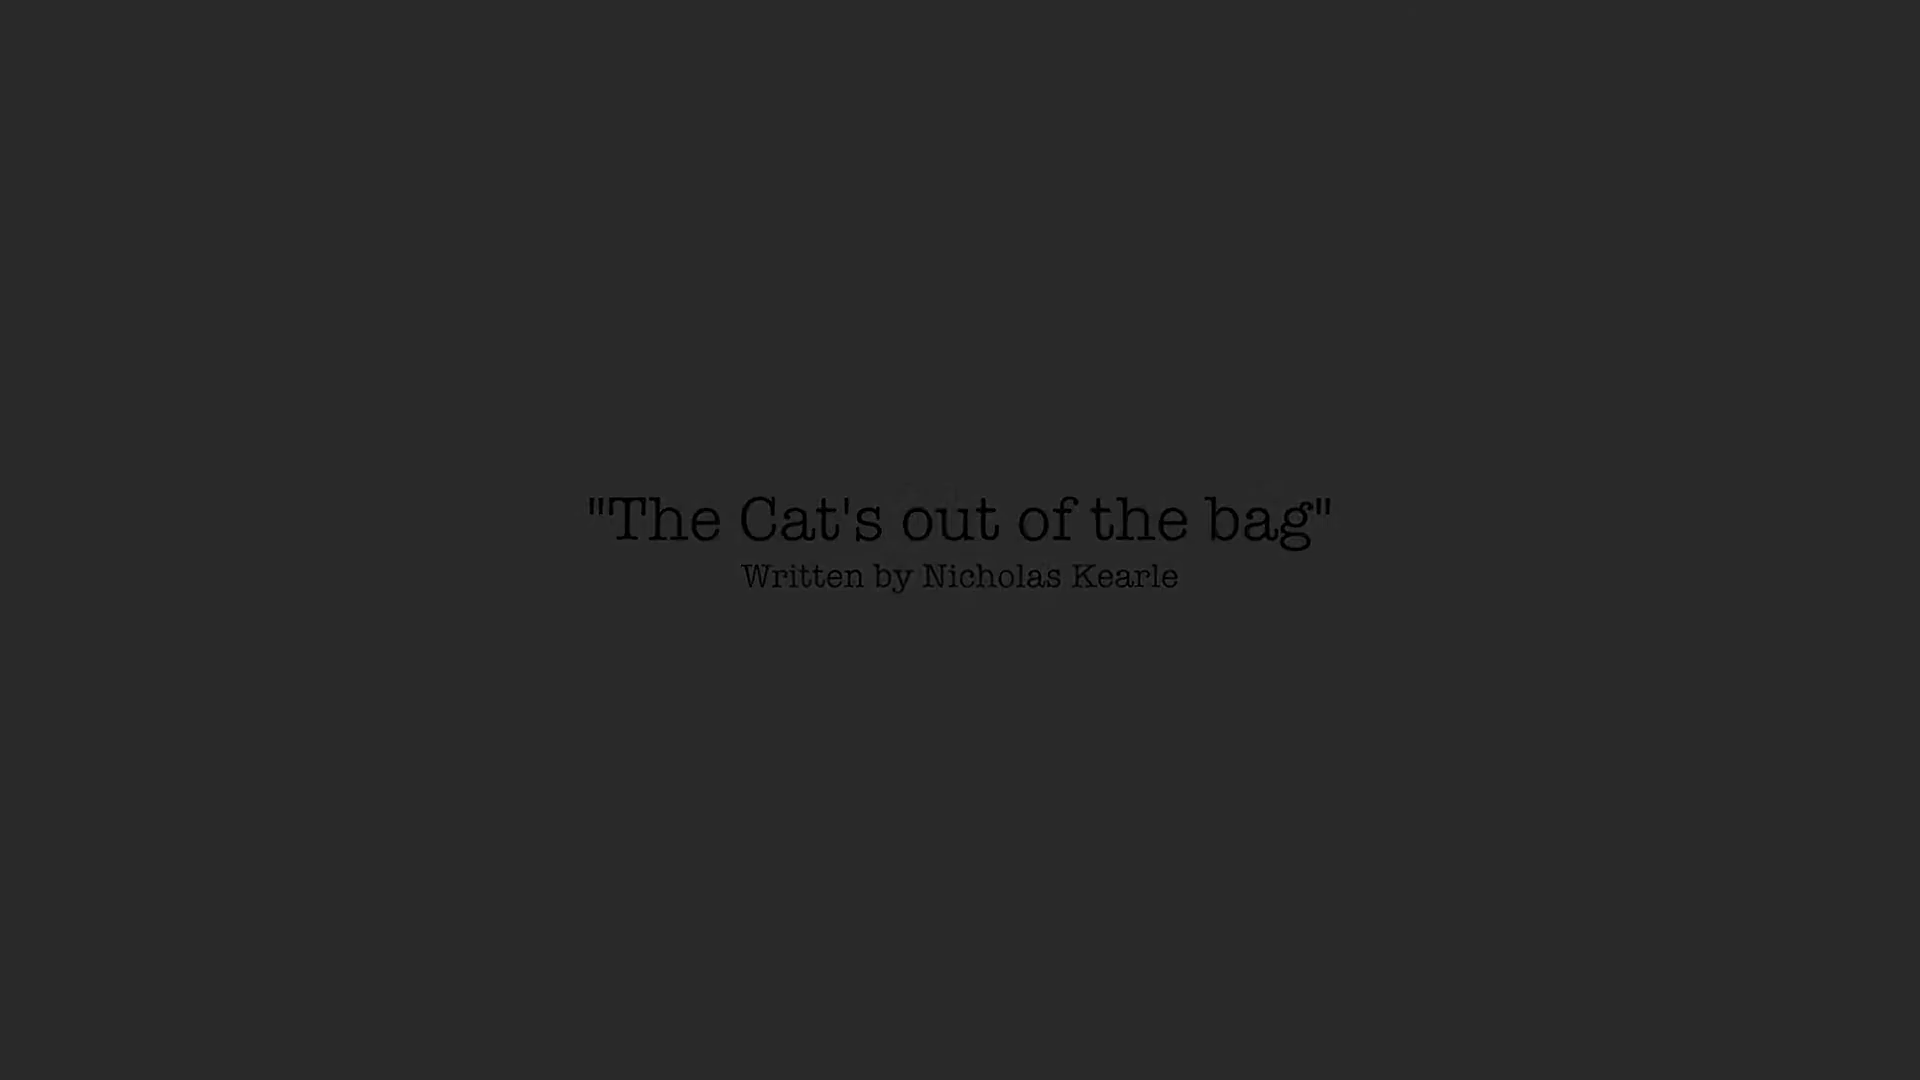 "The Cat's out of the bag"
Written by Nicholas Kearle